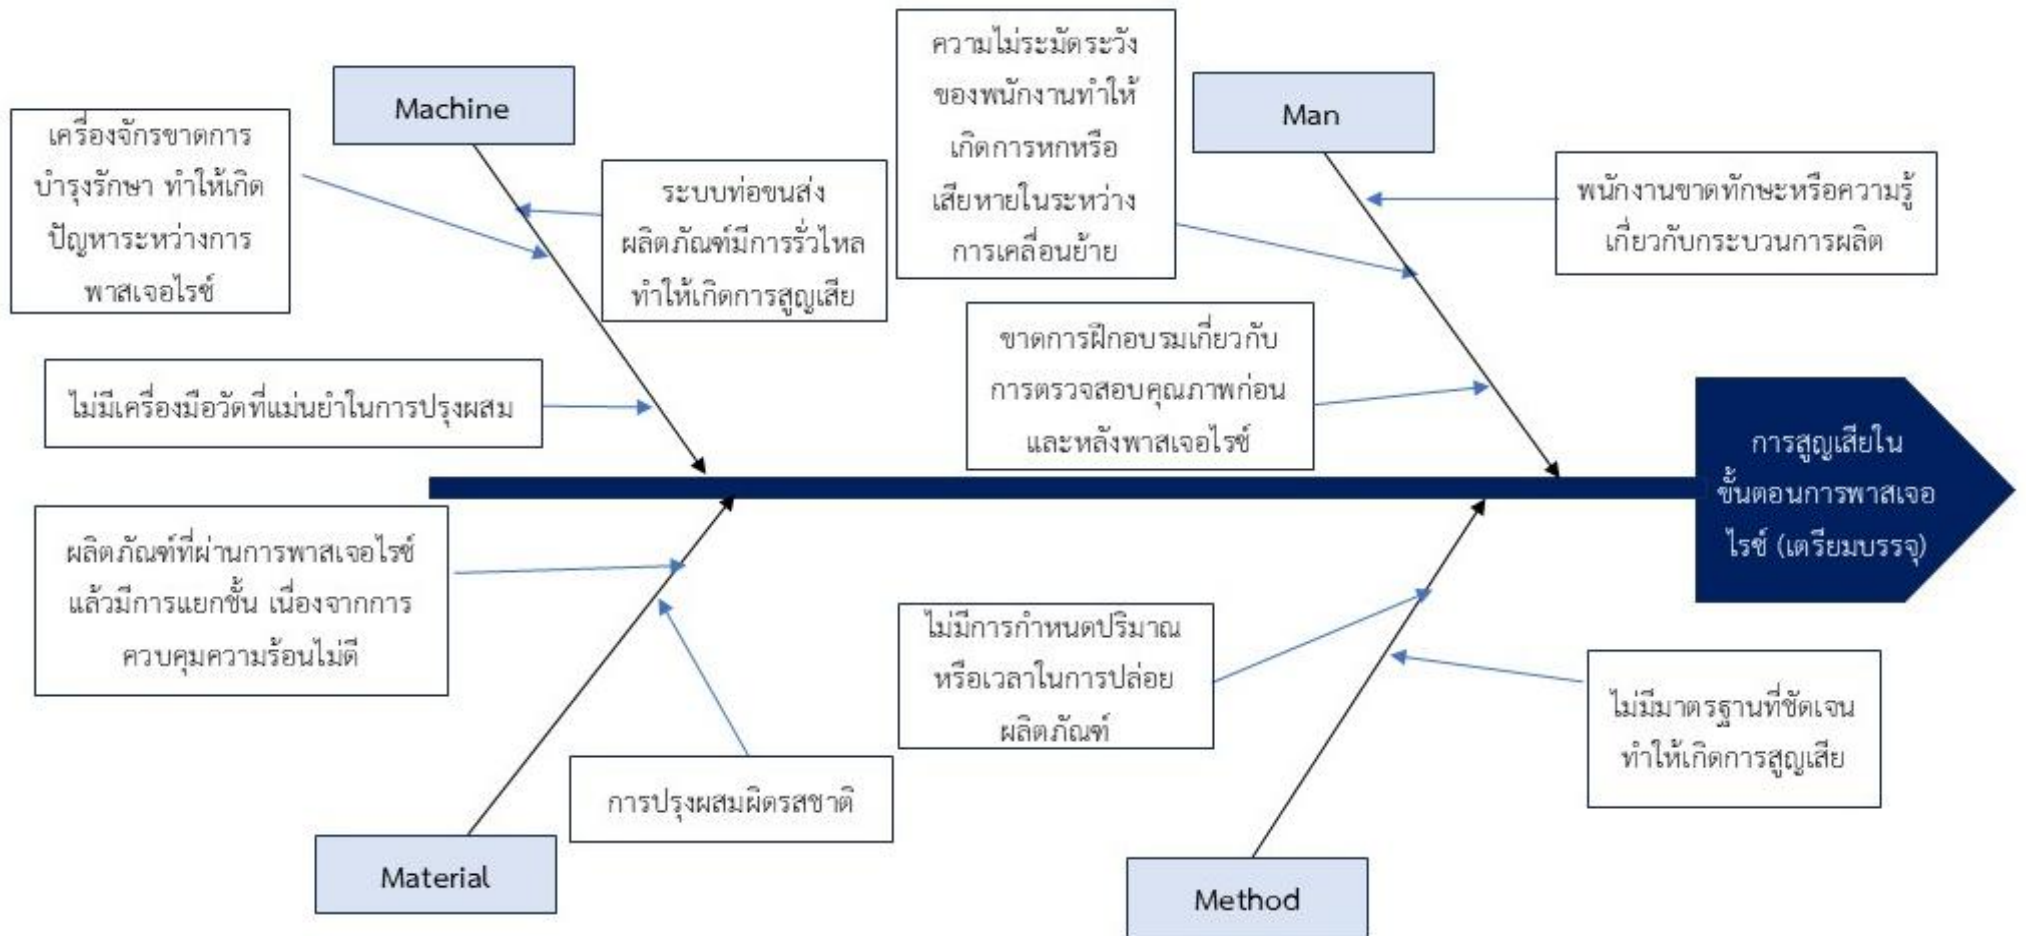 Machine
เครื่องจักรขาดการ
บำรุงรักษา ทำให้เกิด
ปัญหาระหว่างการ
พาสเจอไรซ์
ระบบท่อขนส่ง
ผลิตภัณฑ์มีการรั่วไหล
ทำให้เกิดการสูญเสีย
ไม่มีเครื่องมือวัดที่แม่นยำในการปรุงผสม
ความไม่ระมัดระวัง
ของพนักงานทำให้
เกิดการหกหรือ
เสียหายในระหว่าง
การเคลื่อนย้าย
Man
พนักงานขาดทักษะหรือความรู้
เกี่ยวกับกระบวนการผลิต
ขาดการฝึกอบรมเกี่ยวกับ
การตรวจสอบคุณภาพก่อน
และหลังพาสเจอไรซ์
การสูญเสียใน
ขั้นตอนการพาสเจอ
ไรซ์ (เตรียมบรรจุ)
ผลิตภัณฑ์ที่ผ่านการพาสเจอไรซ์
แล้วมีการแยกชั้น เนื่องจากการ
ควบคุมความร้อนไม่ดี
การปรุงผสมผิดรสชาติ
Material
ไม่มีการกำหนดปริมาณ
หรือเวลาในการปล่อย
ผลิตภัณฑ์
ไม่มีมาตรฐานที่ชัดเจน
ทำให้เกิดการสูญเสีย
Method